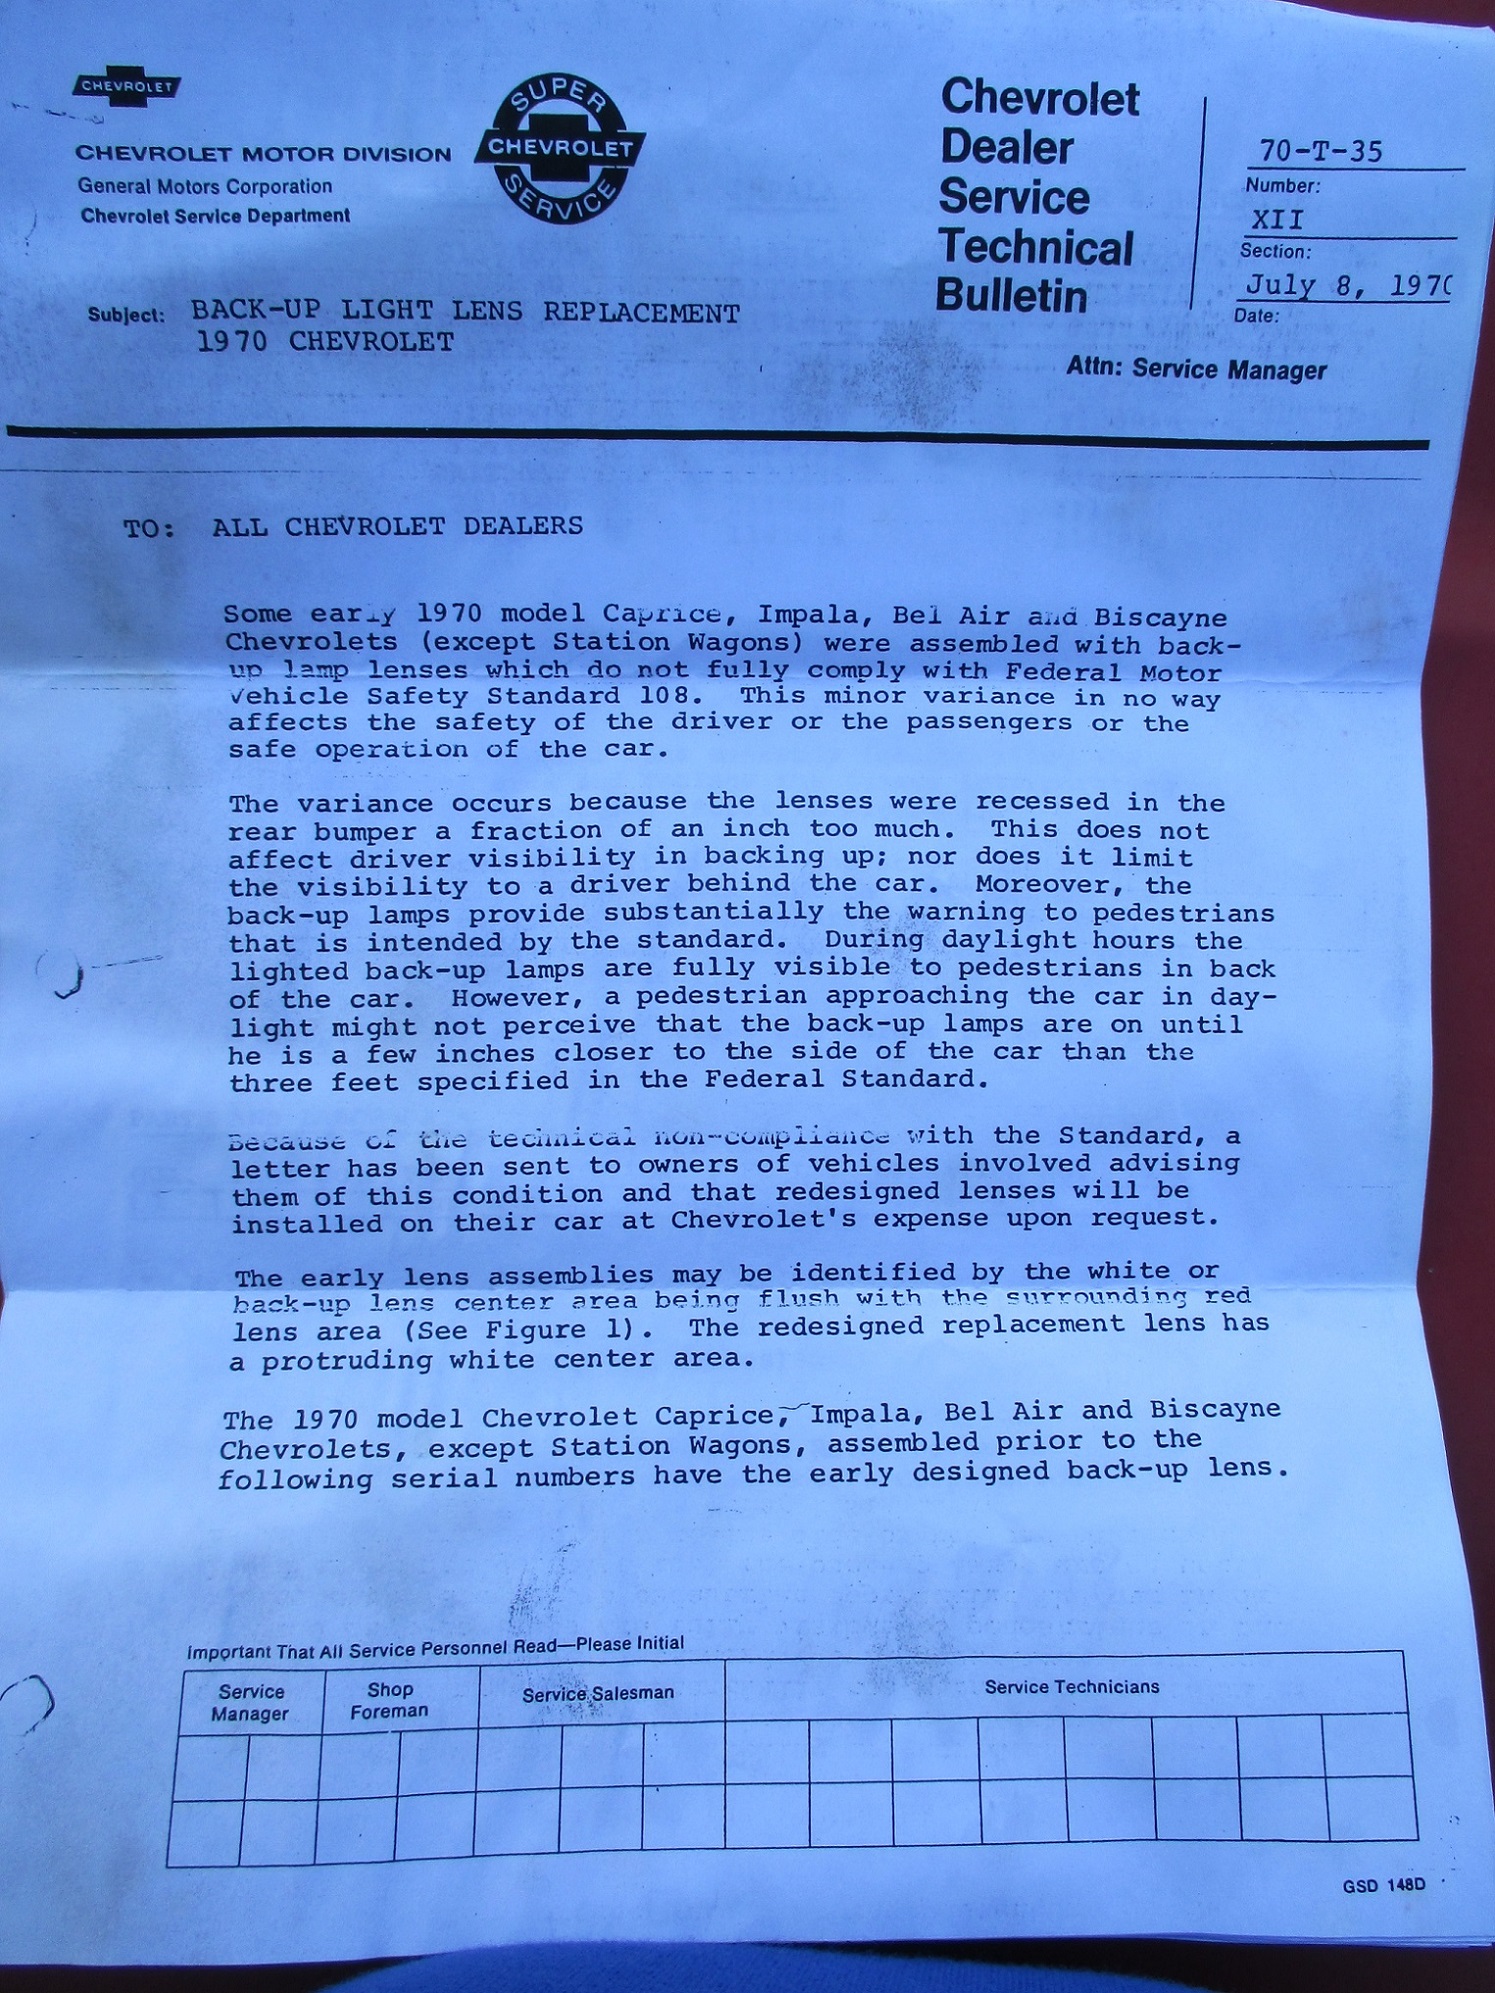 CHEVROLET
CHEVROLET MOTOR DIVISION
General Motors Corporation
Chevrolet Service Department
SUPER
CHEVROLET
SERVICE
Chevrolet
Dealer
Service
Technical
Bulletin
70-T-35
Number:
XII
Section:
July 8, 1970
Date:
Attn: Service Manager
Subject: BACK-UP LIGHT LENS REPLACEMENT
1970 CHEVROLET
TO: ALL CHEVROLET DEALERS
Some early 1970 model Caprice, Impala, Bel Air and Biscayne
Chevrolets (except Station Wagons) were assembled with back-
up lamp lenses which do not fully comply with Federal Motor
Vehicle Safety Standard 108. This minor variance in no way
affects the safety of the driver or the passengers or the
safe operation of the car.
The variance occurs because the lenses were recessed in the
rear bumper a fraction of an inch too much. This does not
affect driver visibility in backing up; nor does it limit
the visibility to a driver behind the car. Moreover, the
back-up lamps provide substantially the warning to pedestrians
that is intended by the standard. During daylight hours the
lighted back-up lamps are fully visible to pedestrians in back
of the car. However, a pedestrian approaching the car in day-
light might not perceive that the back-up lamps are on until
he is a few inches closer to the side of the car than the
three feet specified in the Federal Standard.
Because of the technical non-compliance with the Standard, a
letter has been sent to owners of vehicles involved advising
them of this condition and that redesigned lenses will be
installed on their car at Chevrolet's expense upon request.
The early lens assemblies may be identified by the white or
back-up lens center area being flush with the surrounding red
lens area (See Figure 1). The redesigned replacement lens has
a protruding white center area.
The 1970 model Chevrolet Caprice, Impala, Bel Air and Biscayne
Chevrolets, except Station Wagons, assembled prior to the
following serial numbers have the early designed back-up lens.
Important That All Service Personnel Read—Please Initial
Service
Manager
Shop
Foreman
Service Salesman
Service Technicians
GSD 148D